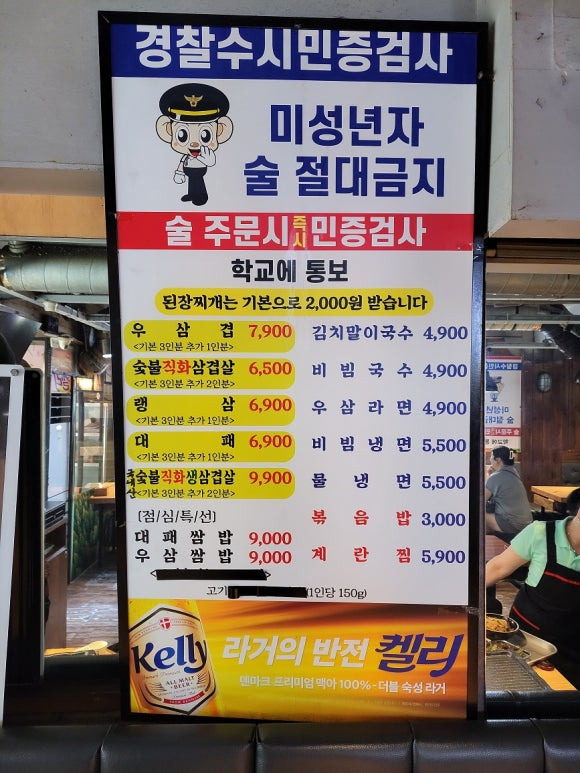 경찰수시민증검사
미성년자
술 절대금지
술 주문시 즉시 민증검사
학교에 통보
된장찌개는 기본으로 2,000원 받습니다
우삼겹 7,900
<기본 3인분 추가 1인분>
숯불직화삼겹살 6,500
<기본 3인분 추가 2인분>
랭삼 6,900
<기본 3인분 추가 1인분>
대패 6,900
<기본 3인분 추가 1인분>
숯불직화생삼겹살 9,900
<기본 3인분 추가 2인분>
[점/심/특/선]
대패쌈밥 9,000
우삼쌈밥 9,000
김치말이국수 4,900
비빔국수 4,900
우삼라면 4,900
비빔냉면 5,500
물냉면 5,500
볶음밥 3,000
계란찜 5,900
고기
(1인당 150g)
Kelly
ALL MALT
BEER
라거의 반전 켈리
덴마크 프리미엄 맥아 100%-더블 숙성 라거